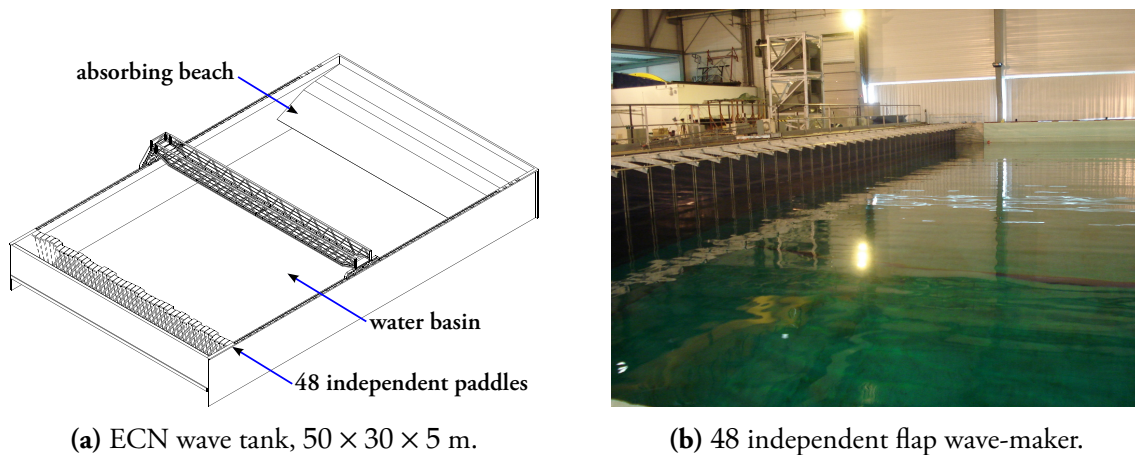 absorbing beach
water basin
48 independent paddles
(a) ECN wave tank, 50 × 30 × 5 m.
(b) 48 independent flap wave-maker.